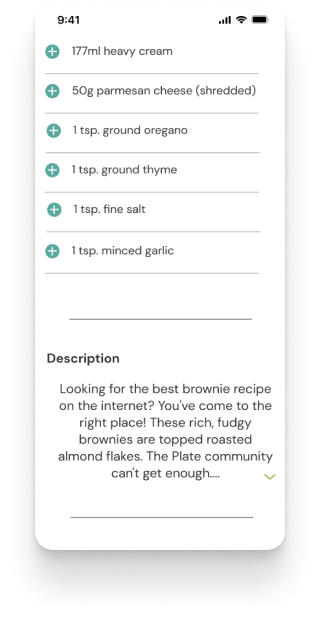 9:41
177ml heavy cream
50g parmesan cheese (shredded)
1 tsp. ground oregano
1 tsp. ground thyme
1 tsp. fine salt
1 tsp. minced garlic
Description
Looking for the best brownie recipe
on the internet? You've come to the
right place! These rich, fudgy
brownies are topped roasted
almond flakes. The Plate community
can't get enough....